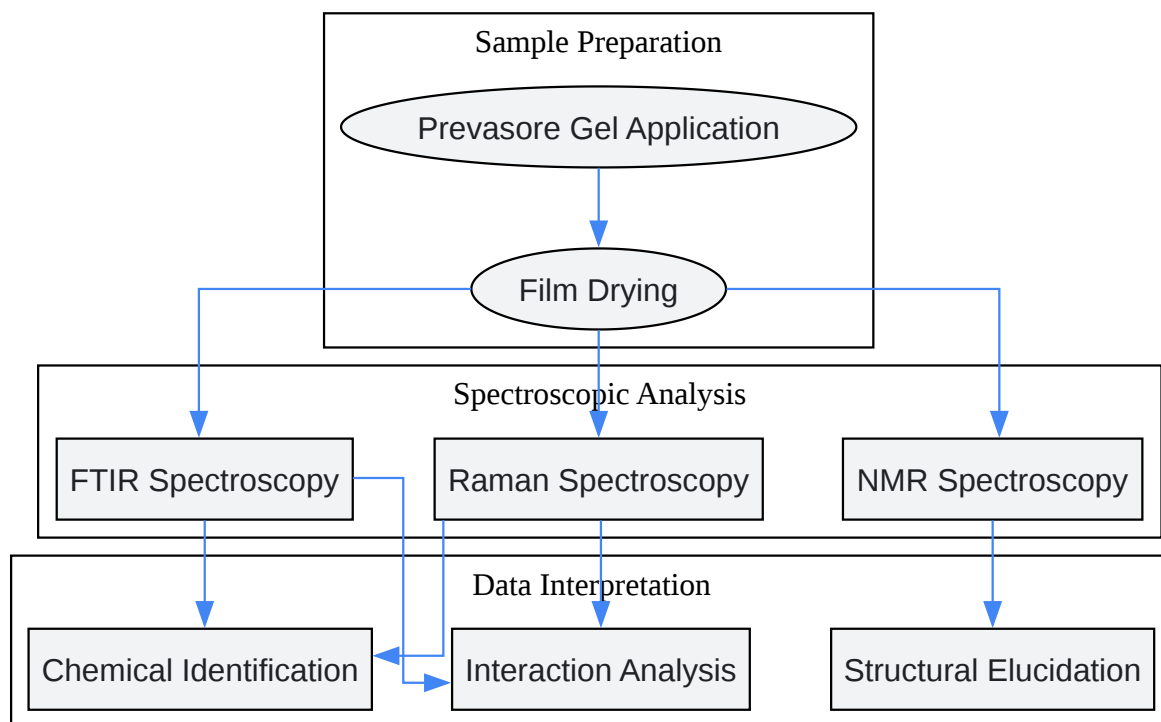 Sample Preparation
Prevasore Gel Application
Film Drying
Spectroscopic Analysis
FTIR Spectroscopy
Raman Spectroscopy
NMR Spectroscopy
Data Interpretation
Chemical Identification
Interaction Analysis
Structural Elucidation